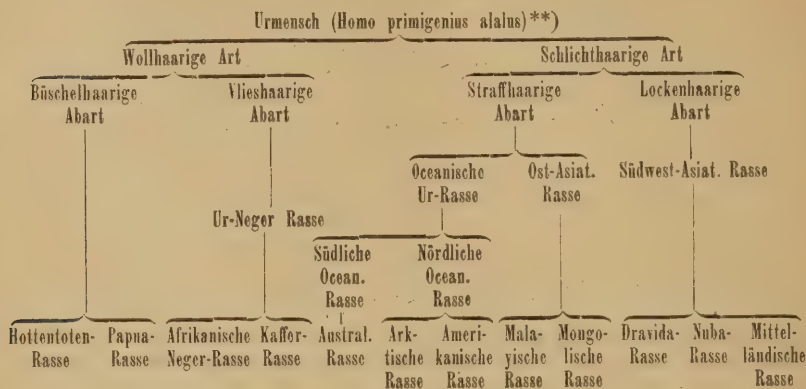 Urmensch (Homo primigenius alalus)**)
Wollhaarige Art Schlichthaarige Art
Büschelhaarige Vlieshaarige Straffhaarige Lockenhaarige
Abart Abart Abart Abart
Oceanische Ost-Asiat. Südwest-Asiat. Rasse
Ur-Rasse Rasse
Ur-Neger Rasse
Südliche Nördliche
Ocean. Ocean.
Rasse Rasse
Hottentoten- Papua- Afrikanische Kaffer- Austral. Ark- Ameri- Mala- Mongo- Dravida- Nuba- Mittel-
Rasse Rasse Neger-Rasse Rasse Rasse tische kanische yische lische Rasse Rasse ländische
Rasse Rasse Rasse Rasse Rasse